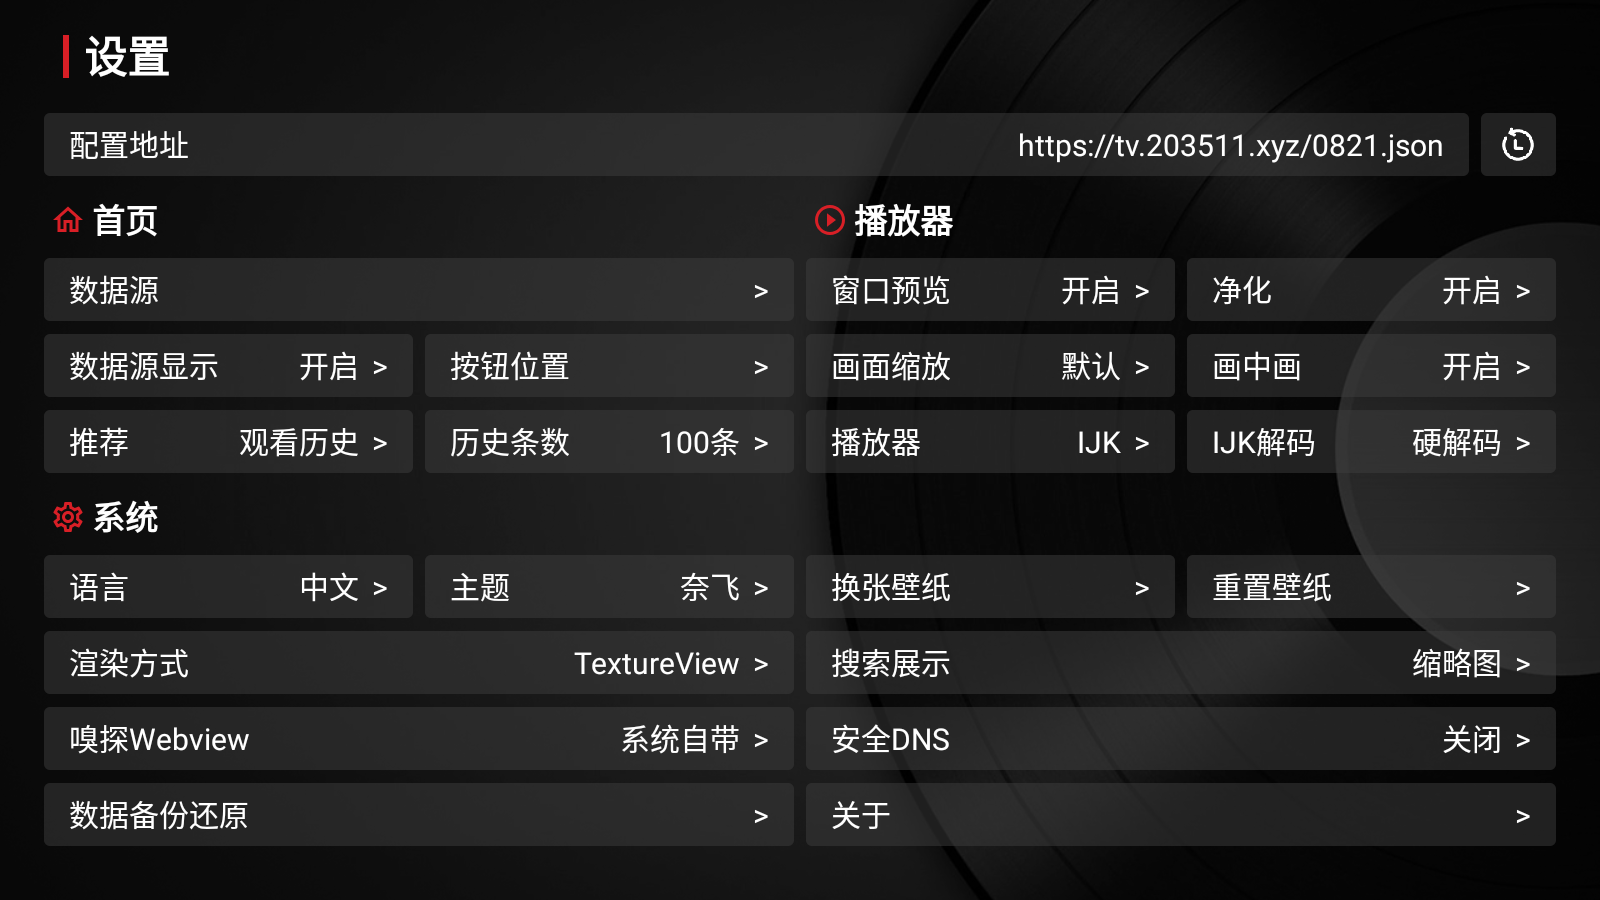 设置
配置地址 https://tv.203511.xyz/0821.json
首页
数据源 >
数据源显示 开启 > 按钮位置 >
推荐 观看历史 > 历史条数 100条 >
播放器
窗口预览 开启 > 净化 开启 >
画面缩放 默认 > 画中画 开启 >
播放器 IJK > IJK解码 硬解码 >
系统
语言 中文 > 主题 奈飞 > 换张壁纸 > 重置壁纸 >
渲染方式 TextureView > 搜索展示 缩略图 >
嗅探Webview 系统自带 > 安全DNS 关闭 >
数据备份还原 > 关于 >